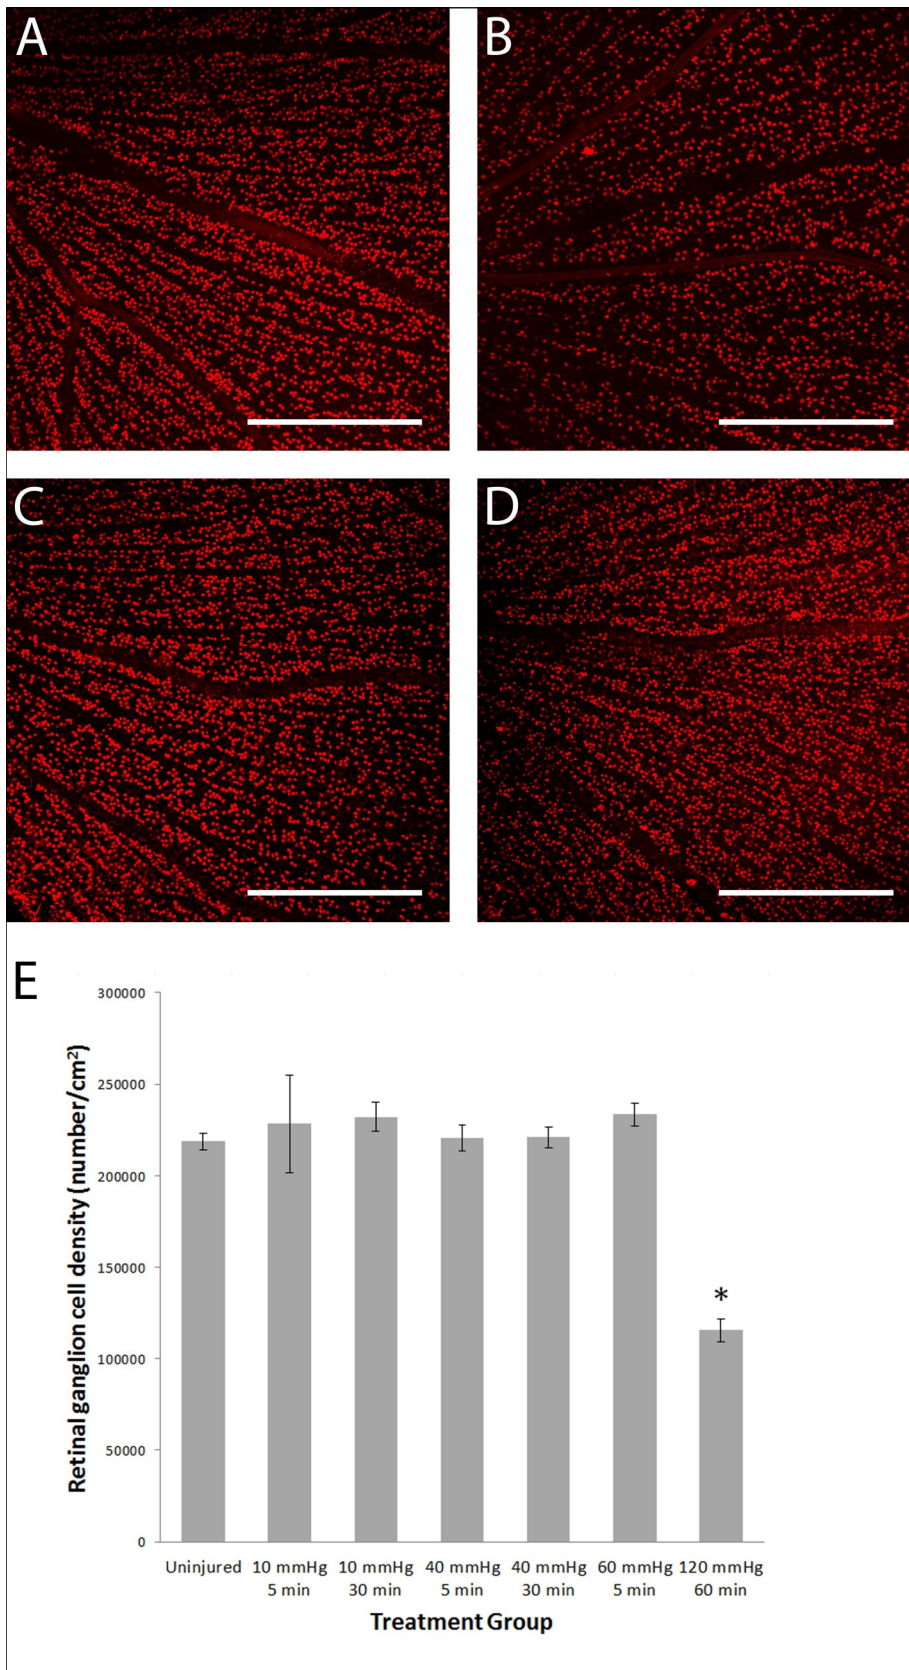 A
B
C
D
E
300000
250000
200000
150000
100000
50000
0
Retinal ganglion cell density (number/cm²)
*
Uninjured 10 mmHg 10 mmHg 40 mmHg 40 mmHg 60 mmHg 120 mmHg
5 min 30 min 5 min 30 min 5 min 60 min
Treatment Group